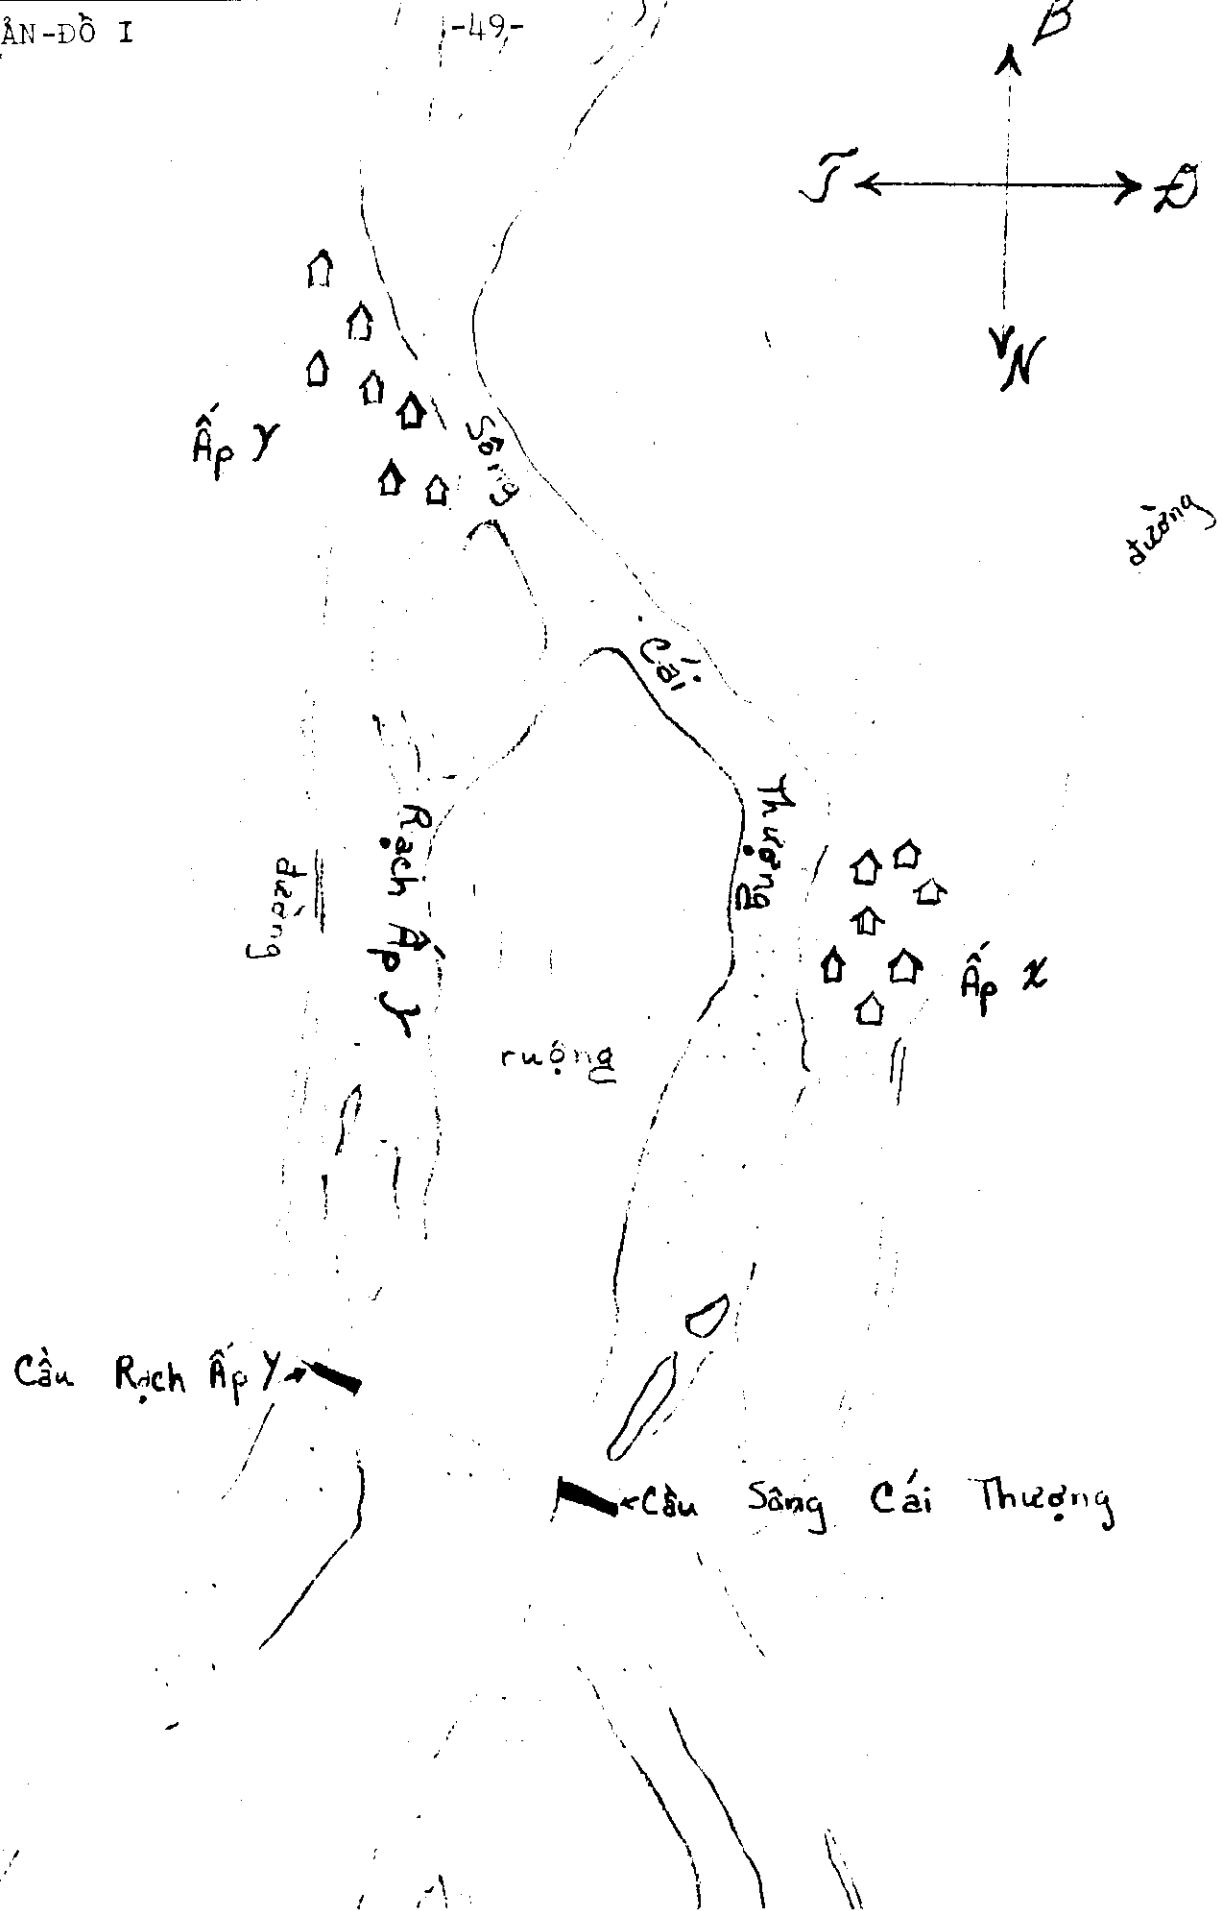 ẢN-ĐỒ I
-49-
B
T Đ
N
Ấp Y
Sông
đường
Cái
Thượng
Rạch Ấp Y
đường
Ấp X
ruộng
Cầu Rạch Ấp Y
Cầu Sông Cái Thượng